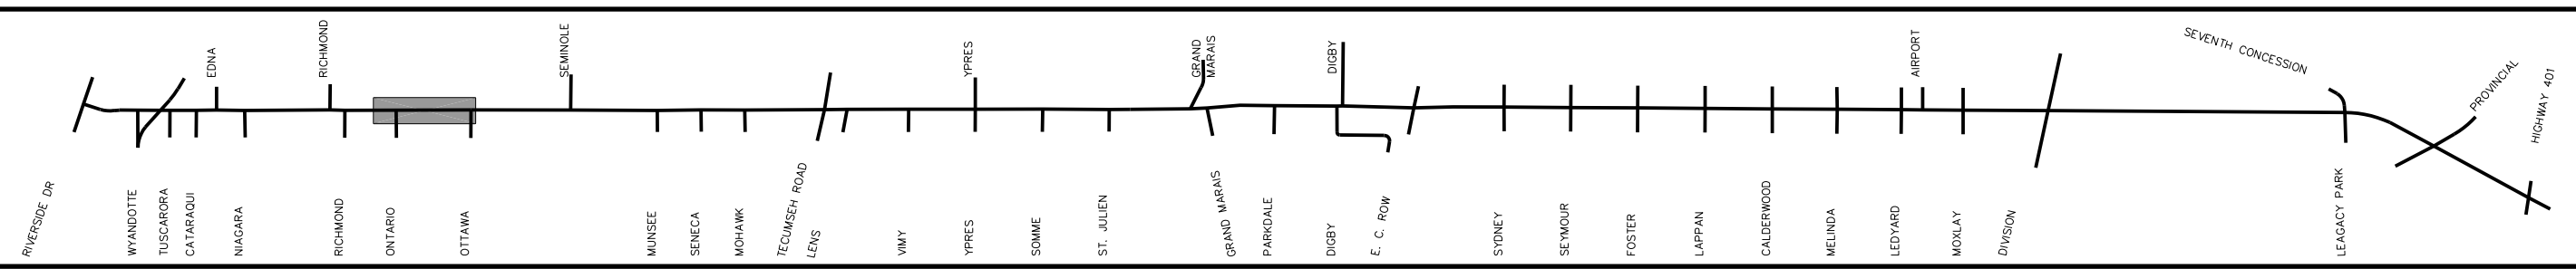 EDNA
RICHMOND
SEMINOLE
YPRES
GRAND
MARAIS
DIGBY
AIRPORT
SEVENTH CONCESSION
PROVINCIAL
HIGHWAY 401
RIVERSIDE DR
WYANDOTTE
TUSCARORA
CATARAQUI
NIAGARA
RICHMOND
ONTARIO
OTTAWA
MUNSEE
SENECA
MOHAWK
TECUMSEH ROAD
LENS
VIMY
YPRES
SOMME
ST. JULIEN
GRAND MARAIS
PARKDALE
DIGBY
E. C. ROW
SYDNEY
SEYMOUR
FOSTER
LAPPAN
CALDERWOOD
MELINDA
LEDYARD
MOXLAY
DIVISION
LEAGACY PARK